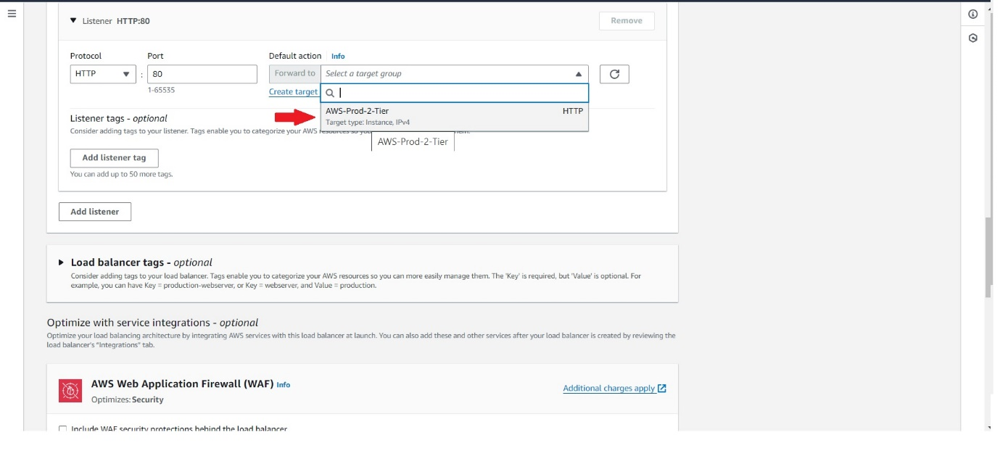 Listener HTTP:80
Remove
Protocol
Port
Default action
Info
HTTP
:
80
Forward to
Select a target group
1-65535
Create target
AWS-Prod-2-Tier
HTTP
Target type: Instance, IPv4
Listener tags - optional
Consider adding tags to your listener. Tags enable you to categorize your AWS resources so you
AWS-Prod-2-Tier
Add listener tag
You can add up to 50 more tags.
Add listener
Load balancer tags - optional
Consider adding tags to your load balancer. Tags enable you to categorize your AWS resources so you can more easily manage them. The 'Key' is required, but 'Value' is optional. For
example, you can have Key = production-webserver, or Key = webserver, and Value = production.
Optimize with service integrations - optional
Optimize your load balancing architecture by integrating AWS services with this load balancer at launch. You can also add these and other services after your load balancer is created by reviewing the
load balancer's "Integrations" tab.
AWS Web Application Firewall (WAF) Info
Optimizes: Security
Additional charges apply
Include WAF security protections behind the load balancer